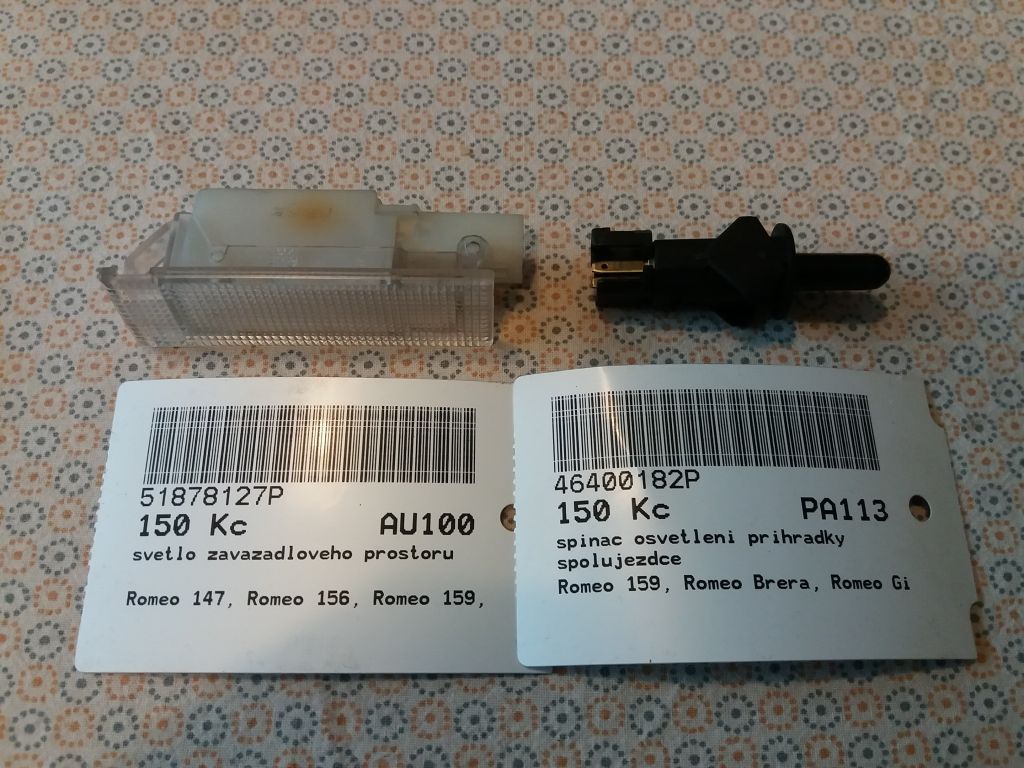 51878127P
150 Kc AU100
svetlo zavazadloveho prostoru
Romeo 147, Romeo 156, Romeo 159,
46400182P
150 Kc PA113
spinac osvetleni prihradky
spolujezdce
Romeo 159, Romeo Brera, Romeo Gi